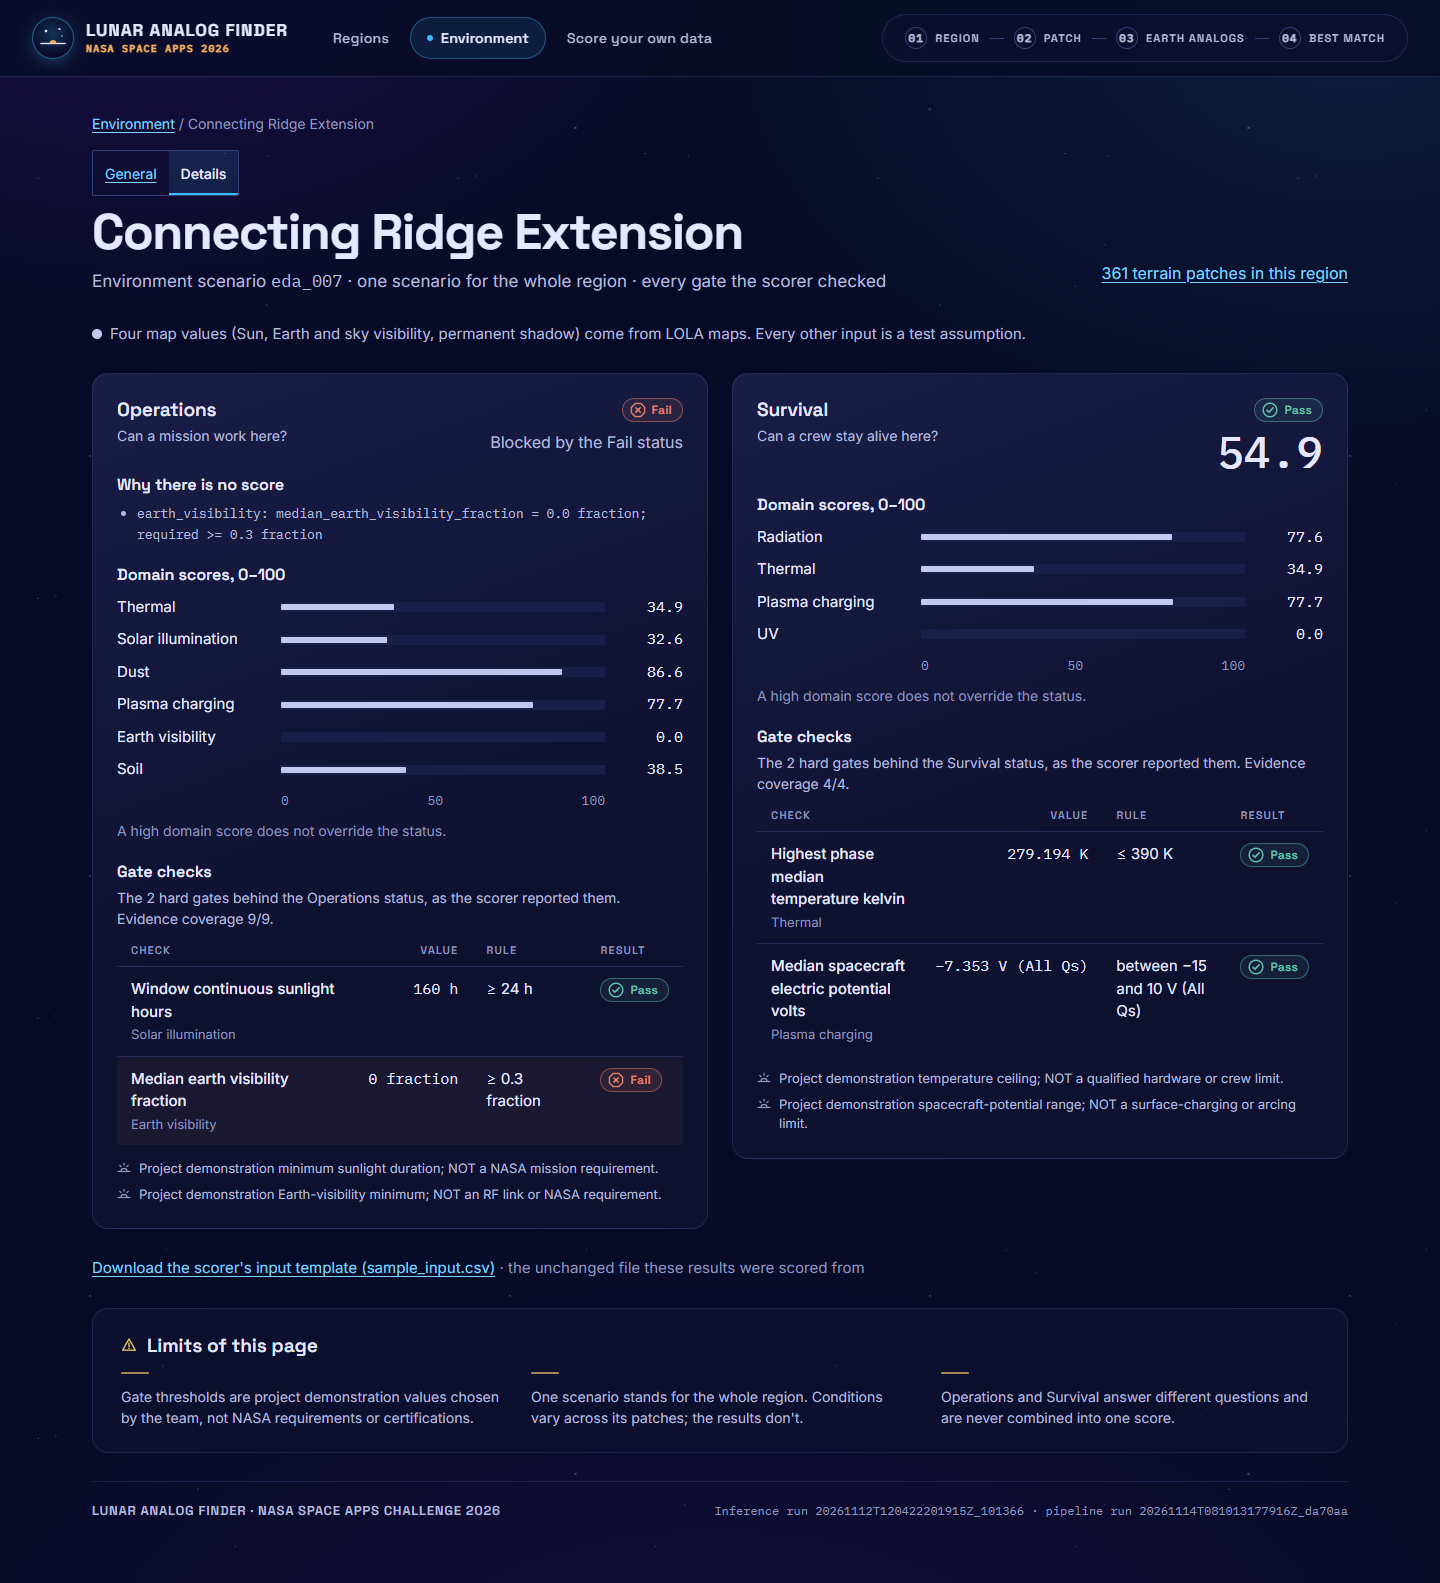 LUNAR ANALOG FINDER
NASA SPACE APPS 2026
Regions
Environment
Score your own data
01 REGION — 02 PATCH — 03 EARTH ANALOGS — 04 BEST MATCH
Environment / Connecting Ridge Extension
General
Details
Connecting Ridge Extension
Environment scenario eda_007 · one scenario for the whole region · every gate the scorer checked
361 terrain patches in this region
Four map values (Sun, Earth and sky visibility, permanent shadow) come from LOLA maps. Every other input is a test assumption.
Operations
Fail
Can a mission work here?
Blocked by the Fail status
Why there is no score
• earth_visibility: median_earth_visibility_fraction = 0.0 fraction;
required >= 0.3 fraction
Domain scores, 0–100
Thermal 34.9
Solar illumination 32.6
Dust 86.6
Plasma charging 77.7
Earth visibility 0.0
Soil 38.5
0 50 100
A high domain score does not override the status.
Gate checks
The 2 hard gates behind the Operations status, as the scorer reported them.
Evidence coverage 9/9.
CHECK VALUE RULE RESULT
Window continuous sunlight 160 h ≥ 24 h Pass
hours
Solar illumination
Median earth visibility 0 fraction ≥ 0.3 Fail
fraction fraction
Earth visibility
Project demonstration minimum sunlight duration; NOT a NASA mission requirement.
Project demonstration Earth-visibility minimum; NOT an RF link or NASA requirement.
Survival
Pass
Can a crew stay alive here?
54.9
Domain scores, 0–100
Radiation 77.6
Thermal 34.9
Plasma charging 77.7
UV 0.0
0 50 100
A high domain score does not override the status.
Gate checks
The 2 hard gates behind the Survival status, as the scorer reported them. Evidence
coverage 4/4.
CHECK VALUE RULE RESULT
Highest phase 279.194 K ≤ 390 K Pass
median
temperature kelvin
Thermal
Median spacecraft −7.353 V (All Qs) between −15 Pass
electric potential and 10 V (All
volts Qs)
Plasma charging
Project demonstration temperature ceiling; NOT a qualified hardware or crew limit.
Project demonstration spacecraft-potential range; NOT a surface-charging or arcing
limit.
Download the scorer's input template (sample_input.csv) · the unchanged file these results were scored from
Limits of this page
Gate thresholds are project demonstration values chosen
by the team, not NASA requirements or certifications.
One scenario stands for the whole region. Conditions
vary across its patches; the results don't.
Operations and Survival answer different questions and
are never combined into one score.
LUNAR ANALOG FINDER · NASA SPACE APPS CHALLENGE 2026
Inference run 20261112T120422201915Z_101366 · pipeline run 20261114T081013177916Z_da70aa